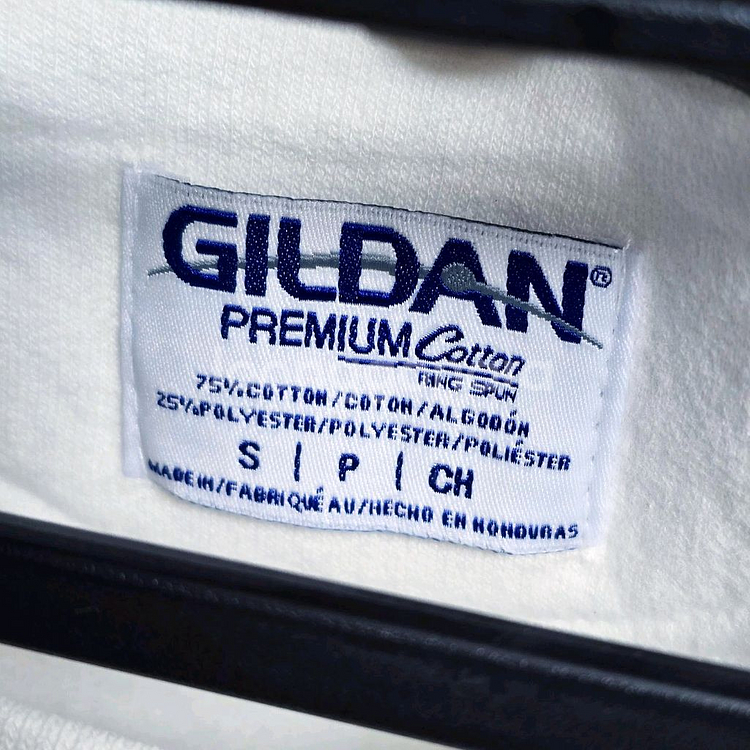 GILDAN®
PREMIUM Cotton
RING SPUN
75% COTTON/COTON/ALGODÓN
25% POLYESTER/POLYESTER/POLIÉSTER
S | P | CH
MADE IN/FABRIQUÉ AU/HECHO EN HONDURAS